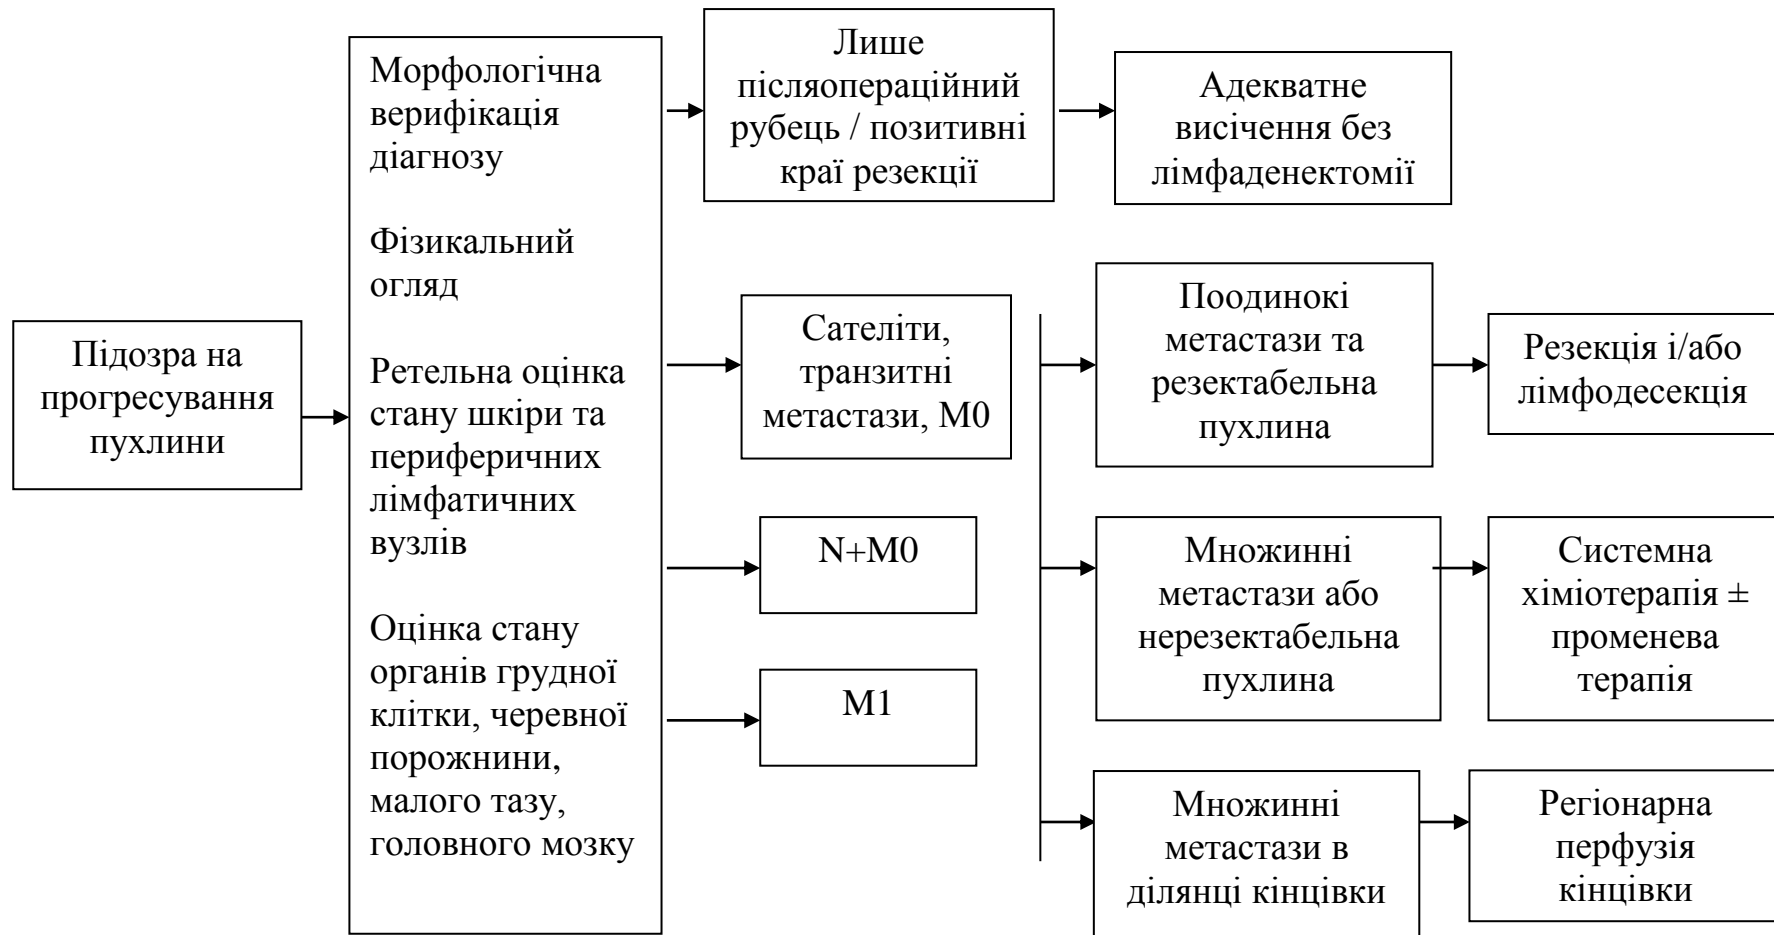 Підозра на
прогресування
пухлини
Морфологічна
верифікація
діагнозу
Фізикальний
огляд
Ретельна оцінка
стану шкіри та
периферичних
лімфатичних
вузлів
Оцінка стану
органів грудної
клітки, черевної
порожнини,
малого тазу,
головного мозку
Лише
післяопераційний
рубець / позитивні
краї резекції
Адекватне
висічення без
лімфаденектомії
Сателіти,
транзитні
метастази, М0
N+M0
М1
Поодинокі
метастази та
резектабельна
пухлина
Резекція і/або
лімфодесекція
Множинні
метастази або
нерезектабельна
пухлина
Системна
хіміотерапія ±
променева
терапія
Множинні
метастази в
ділянці кінцівки
Регіонарна
перфузія
кінцівки